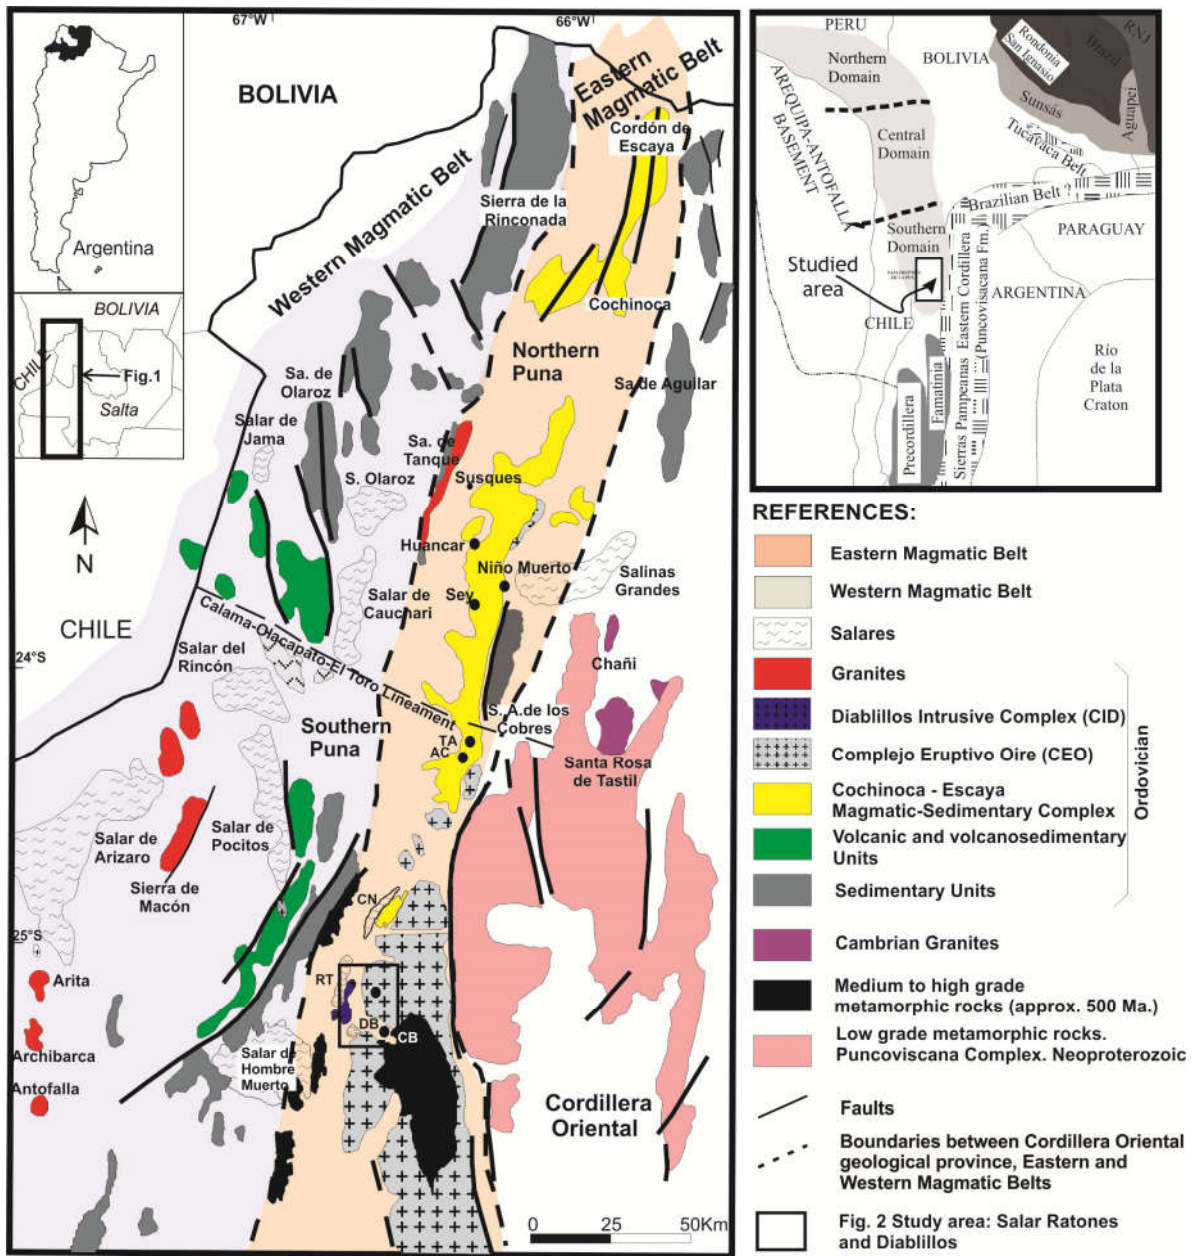 67°W
66°W
BOLIVIA
Eastern
Magmatic Belt
Cordón de
Escaya
Western Magmatic Belt
Sierra de la
Rinconada
Argentina
BOLIVIA
CHILE
Fig.1
Salta
Cochinoca
Northern
Puna
Sa. de
Olaroz
Sa de Aguilar
Salar de
Jama
Sa. de
Tanque
S. Olaroz
Susques
N
Huancar
Niño Muerto
Salinas
Grandes
Sey
Salar de
Cauchari
CHILE
Calama-Olacapato-El Toro Lineament
24°S
Salar del
Rincón
Chañi
Southern
Puna
S. A.de los
Cobres
TA
AC
Santa Rosa
de Tastil
Salar de
Arizaro
Salar de
Pocitos
Sierra de
Macón
CN
25°S
Arita
RT
DB
CB
Archibarca
Salar de
Hombre
Muerto
Antofalla
Cordillera
Oriental
0 25 50Km
PERU
Northern
Domain
BOLIVIA
Rondonia
San Ignasio
Brazil
RNJ
Sunsás
Aguapei
AREQUIPA-ANTOFALLA
BASEMENT
Central
Domain
Tucavaca Belt
Brazilian Belt ?
Southern
Domain
PARAGUAY
Studied
area
CHILE
ARGENTINA
Eastern Cordillera
(Puncovisacana Fm.)
Sierras Pampeanas
Famatinia
Precordillera
Río
de la
Plata
Craton
REFERENCES:
Eastern Magmatic Belt
Western Magmatic Belt
Salares
Granites
Diablillos Intrusive Complex (CID)
Complejo Eruptivo Oire (CEO)
Cochinoca - Escaya
Magmatic-Sedimentary Complex
Volcanic and volcanosedimentary
Units
Sedimentary Units
Ordovician
Cambrian Granites
Medium to high grade
metamorphic rocks (approx. 500 Ma.)
Low grade metamorphic rocks.
Puncoviscana Complex. Neoproterozoic
Faults
Boundaries between Cordillera Oriental
geological province, Eastern and
Western Magmatic Belts
Fig. 2 Study area: Salar Ratones
and Diablillos